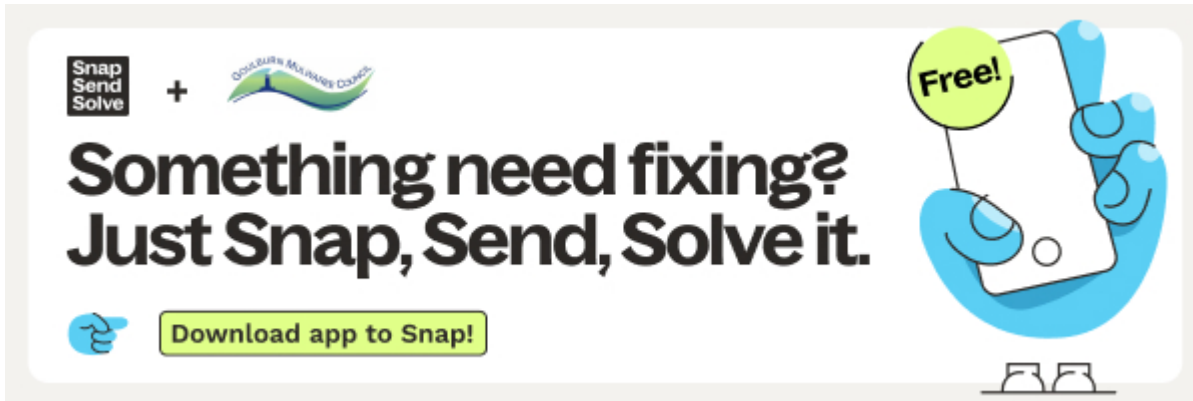 Snap
Send
Solve
+
GOULBURN MULWAREE COUNCIL
Free!
Something need fixing?
Just Snap, Send, Solve it.
Download app to Snap!